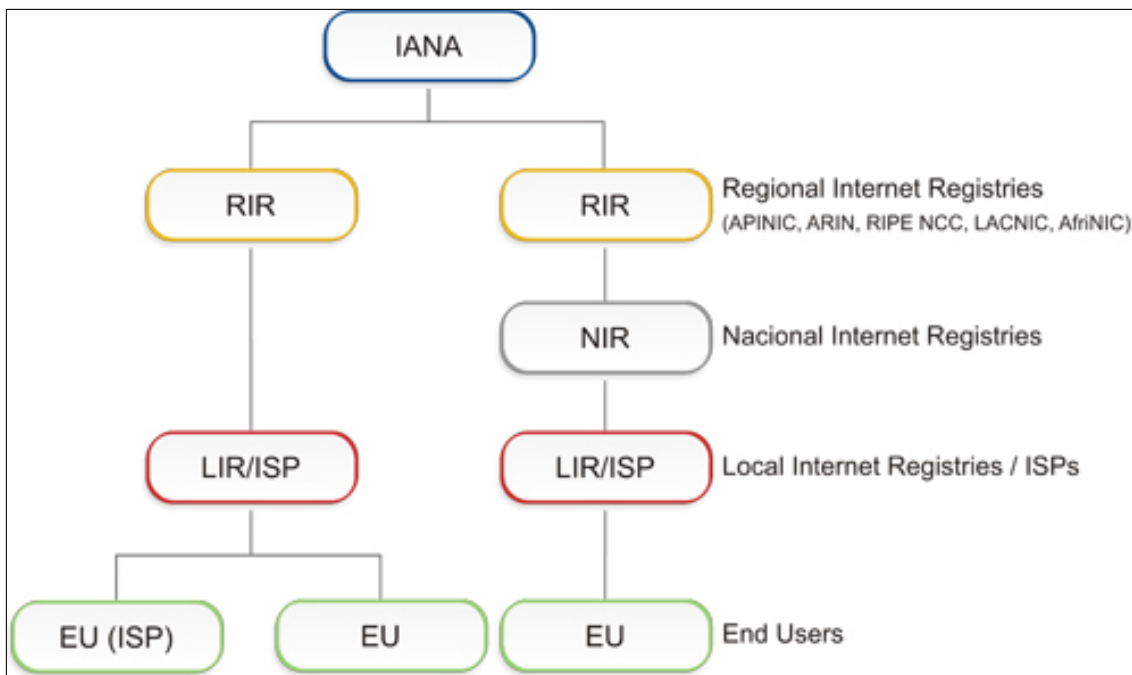 IANA
RIR
RIR
Regional Internet Registries
(APINIC, ARIN, RIPE NCC, LACNIC, AfriNIC)
NIR
Nacional Internet Registries
LIR/ISP
LIR/ISP
Local Internet Registries / ISPs
EU (ISP)
EU
EU
End Users